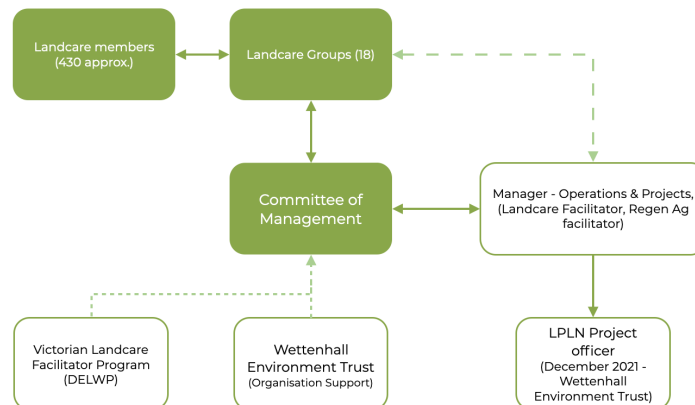 Landcare members
(430 approx.)
Landcare Groups (18)
Committee of
Management
Manager - Operations & Projects,
(Landcare Facilitator, Regen Ag
facilitator)
Victorian Landcare
Facilitator Program
(DELWP)
Wettenhall
Environment Trust
(Organisation Support)
LPLN Project
officer
(December 2021 -
Wettenhall
Environment Trust)